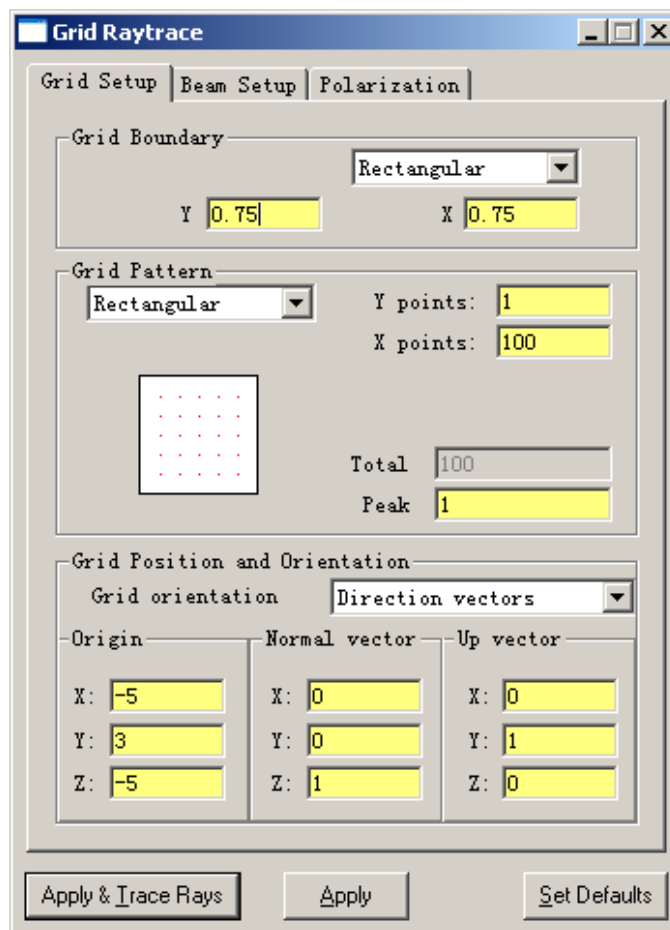 Grid Raytrace
Grid Setup Beam Setup Polarization
Grid Boundary
Rectangular
Y 0.75 X 0.75
Grid Pattern
Rectangular Y points: 1
X points: 100
Total 100
Peak 1
Grid Position and Orientation
Grid orientation Direction vectors
Origin Normal vector Up vector
X: -5 X: 0 X: 0
Y: 3 Y: 0 Y: 1
Z: -5 Z: 1 Z: 0
Apply & Trace Rays Apply Set Defaults